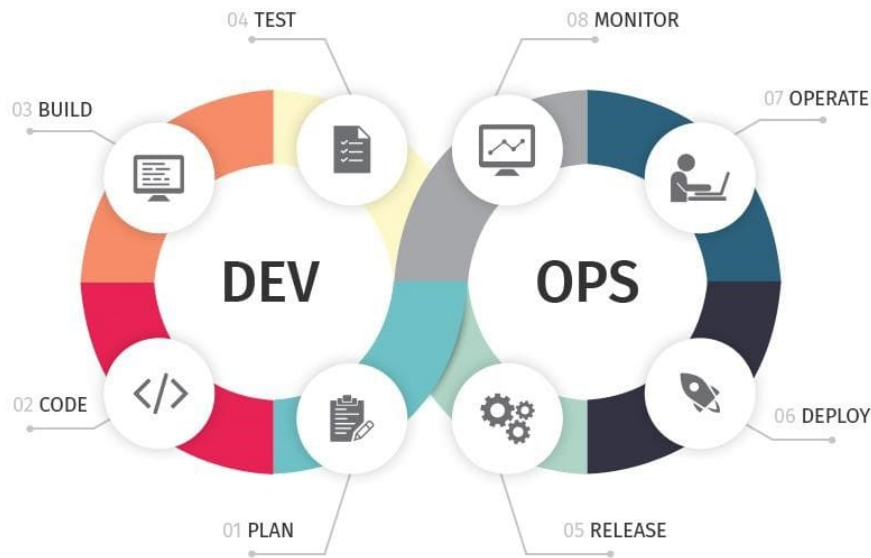 04 TEST
08 MONITOR
03 BUILD
07 OPERATE
DEV
OPS
02 CODE
06 DEPLOY
01 PLAN
05 RELEASE